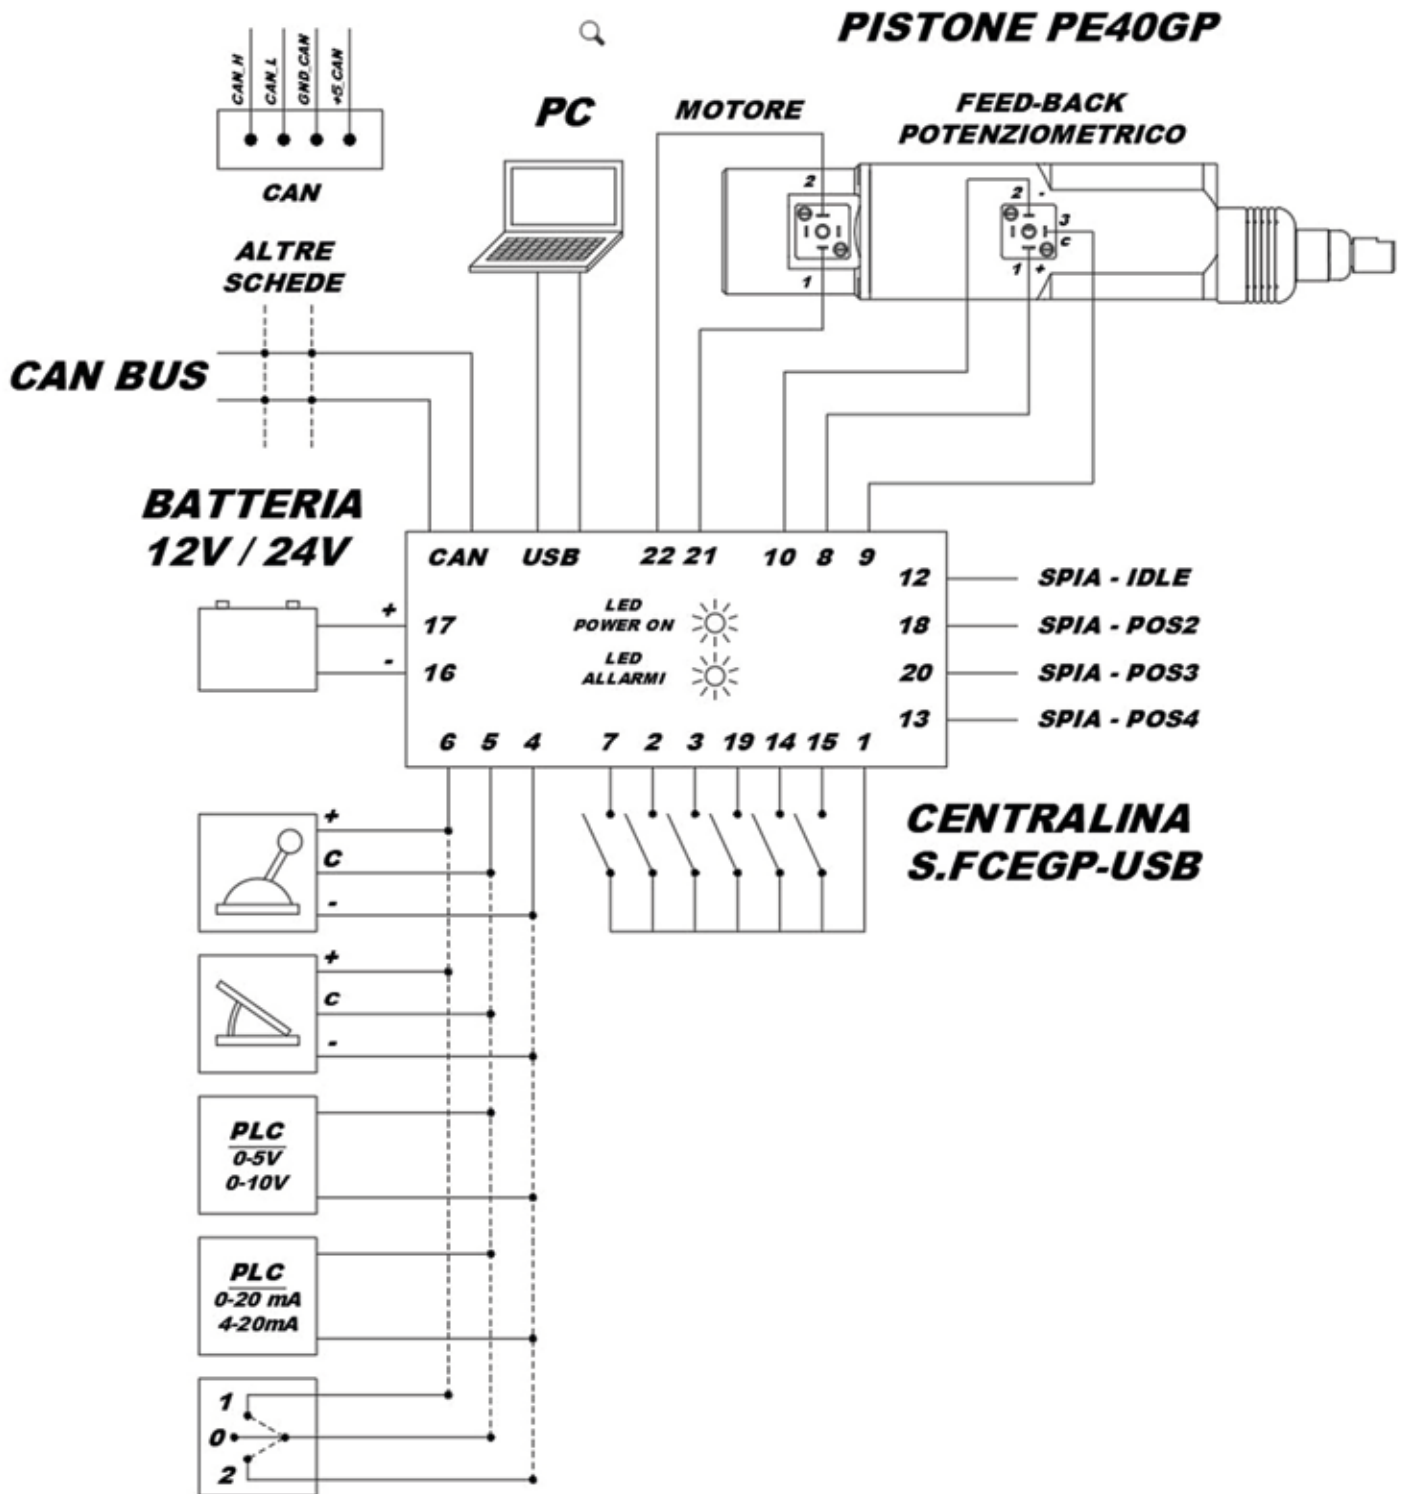 PISTONE PE40GP
CAN_H
CAN_L
GND_CAN
+5_CAN
CAN
PC
MOTORE
FEED-BACK
POTENZIOMETRICO
2
1
2 -
3
C
1 +
ALTRE
SCHEDE
CAN BUS
BATTERIA
12V / 24V
+
-
CAN USB 22 21 10 8 9
12 SPIA - IDLE
17
LED
POWER ON
18 SPIA - POS2
16
LED
ALLARMI
20 SPIA - POS3
13 SPIA - POS4
6 5 4 7 2 3 19 14 15 1
CENTRALINA
S.FCEGP-USB
+
C
-
+
C
-
PLC
0-5V
0-10V
PLC
0-20 mA
4-20mA
1
0
2